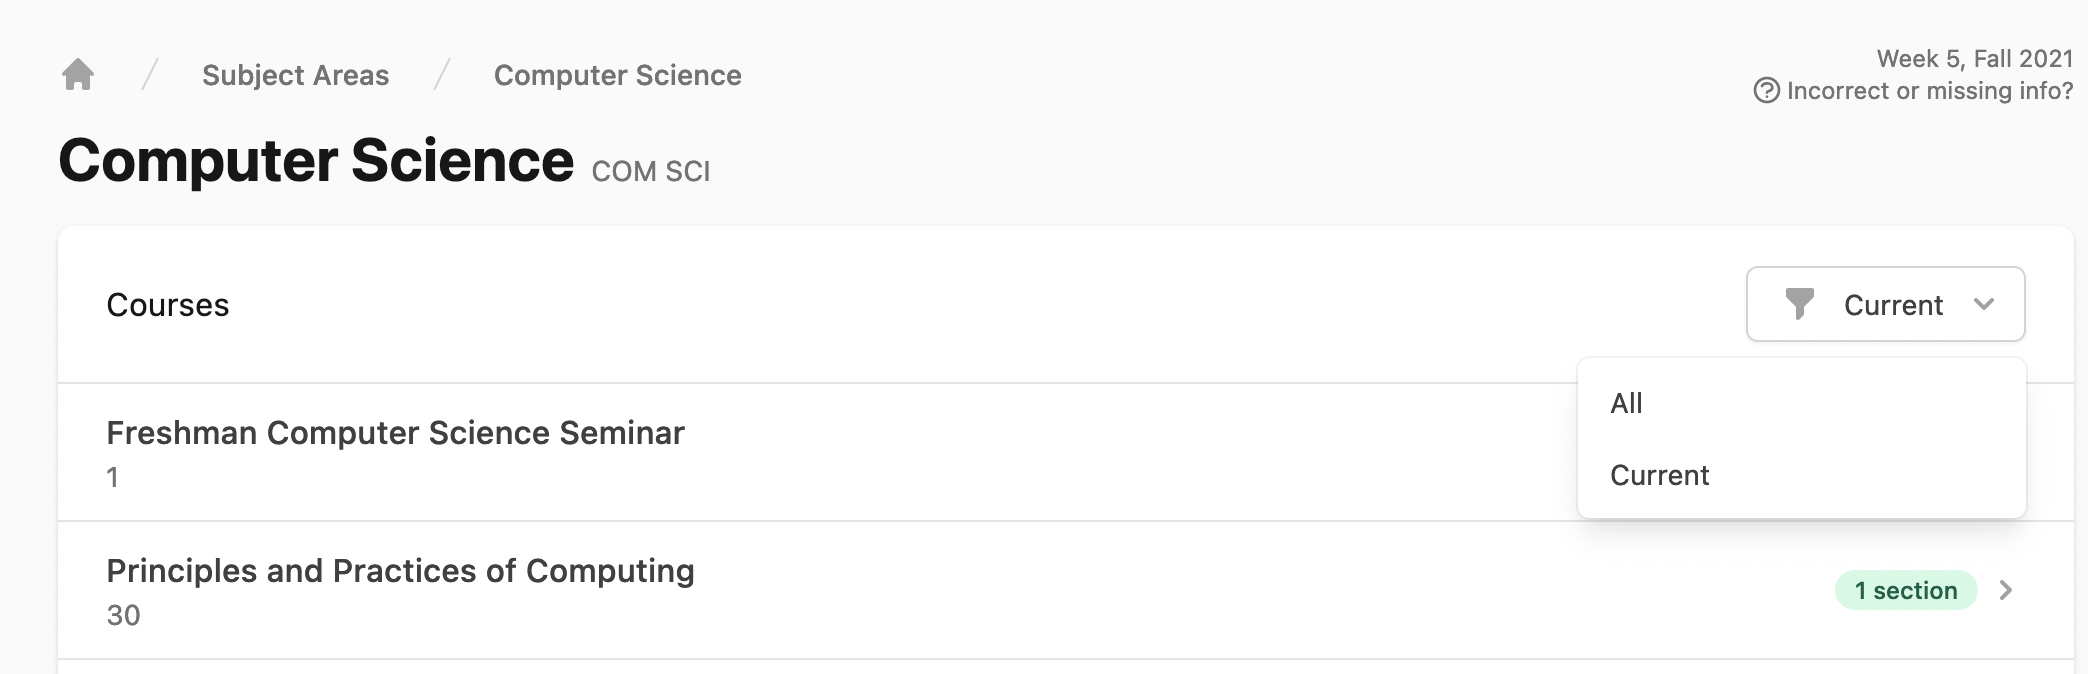 Subject Areas / Computer Science
Week 5, Fall 2021
Incorrect or missing info?
Computer Science COM SCI
Courses
Current
All
Current
Freshman Computer Science Seminar
1
Principles and Practices of Computing
30
1 section